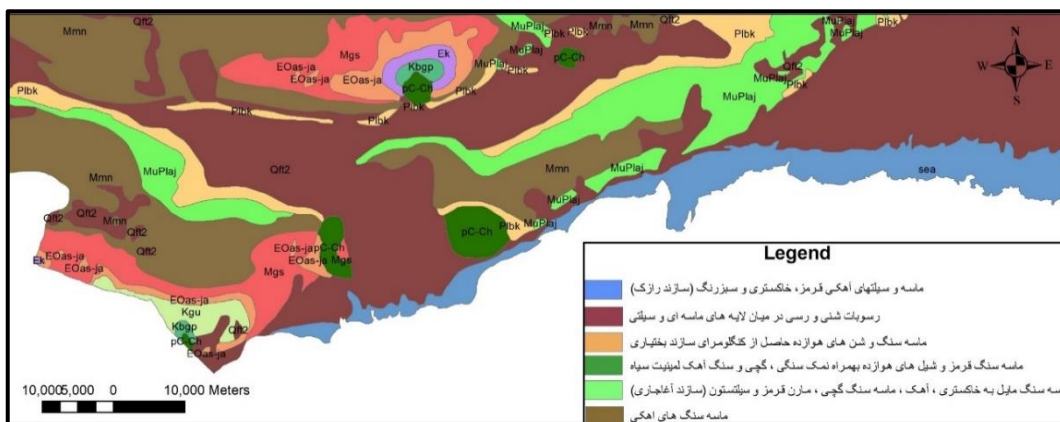 Qft2
Mmn
Mgs
EOas-ja
EOas-ja
EOas-ja
Ek
Kbgp
pC-Ch
Plbk
MuPlaj
Plbk
MuPlaj
Plbk
Plbk
Mmn
Mmn
Qft2
pC-Ch
MuPlaj
MuPlaj
Plbk
Qft2
MuPlaj
Plbk
MuPlaj
N
W E
S
Plbk
Plbk
Plbk
Plbk
MuPlaj
Qft2
Mmn
Mmn
MuPlaj
sea
Qft2
Qft2
Mmn
Qft2
MuPlaj
pC-Ch
Plbk
MuPlaj
EOas-ja
pC-Ch
EOas-ja
Mgs
Mgs
Ek
EOas-ja
EOas-ja
EOas-ja
Kgu
Kbgp
pC-Ch
Qft2
EOas-ja
10,000 5,000 0 10,000 Meters
Legend
ماسه و سیلتهای آهکی قرمز، خاکستری و سبزرنگ (سازند رازک)
رسوبات شنی و رسی در میان لایه های ماسه ای و سیلتی
ماسه سنگ و شن های هوازده حاصل از کنگلومرای سازند بختیاری
ماسه سنگ قرمز و شیل های هوازده بهمراه نمک سنگی ، گچی و سنگ آهک لمینیت سیاه
سه سنگ مایل به خاکستری ، آهک ، ماسه سنگ گچی ، مارن قرمز و سیلتستون (سازند آغاجاری)
ماسه سنگ های اهکی